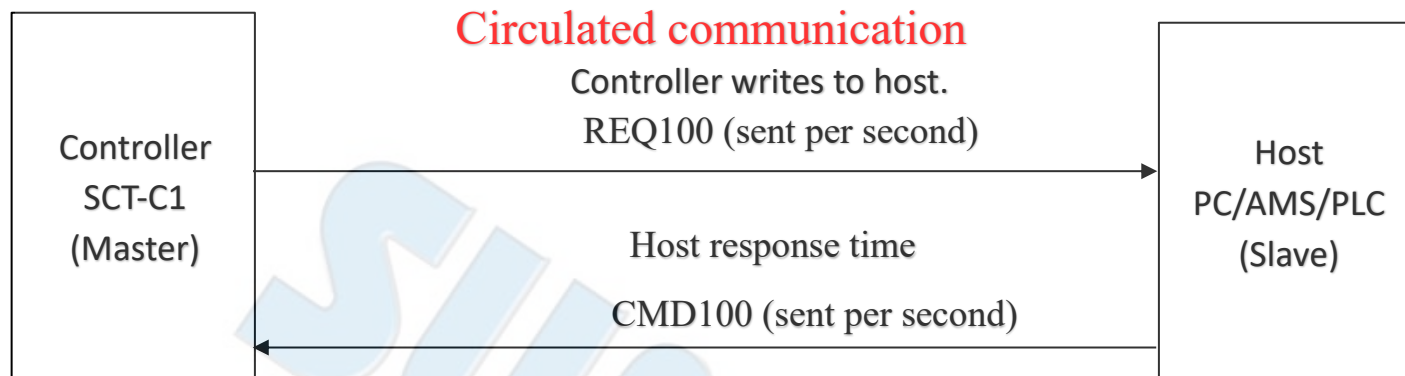 Circulated communication
Controller writes to host.
REQ100 (sent per second)
Controller
SCT-C1
(Master)
Host
PC/AMS/PLC
(Slave)
Host response time
CMD100 (sent per second)